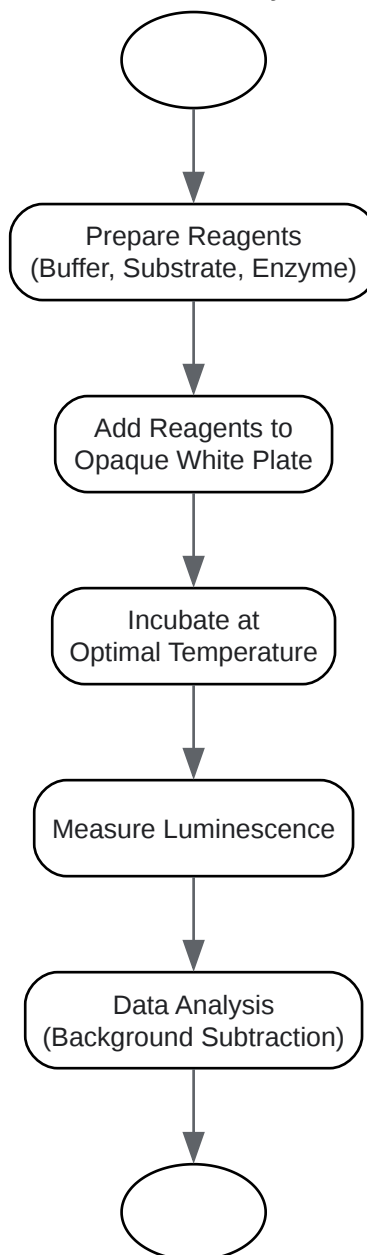 Prepare Reagents
(Buffer, Substrate, Enzyme)
Add Reagents to
Opaque White Plate
Incubate at
Optimal Temperature
Measure Luminescence
Data Analysis
(Background Subtraction)